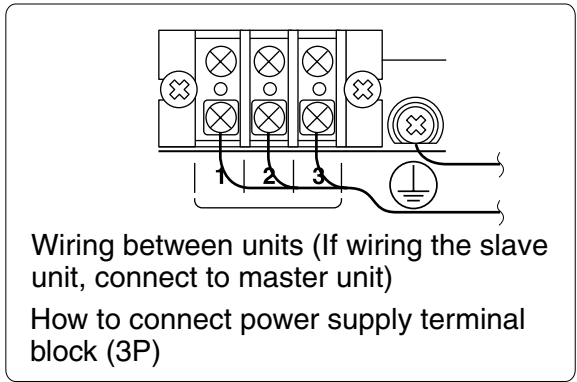 1 2 3
Wiring between units (If wiring the slave
unit, connect to master unit)
How to connect power supply terminal
block (3P)